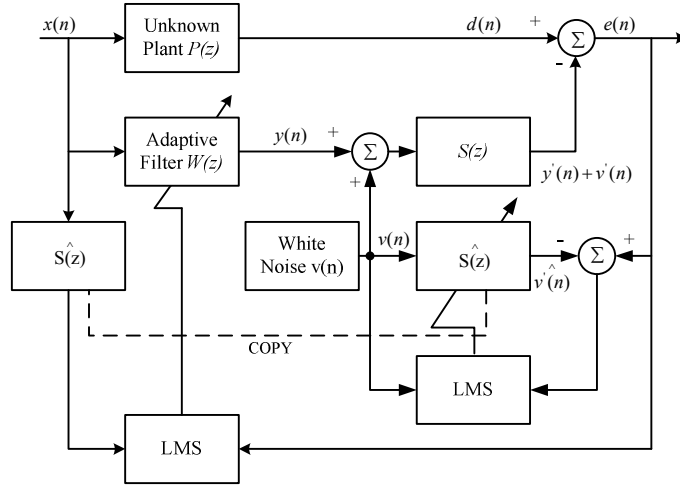 x(n)
Unknown
Plant P(z)
d(n)
+
Σ
e(n)
-
Adaptive
Filter W(z)
y(n)
+
Σ
+
S(z)
y'(n)+v'(n)
Ŝ(z)
White
Noise v(n)
v(n)
Ŝ(z)
-
Σ
+
v̂'(n)
COPY
LMS
LMS